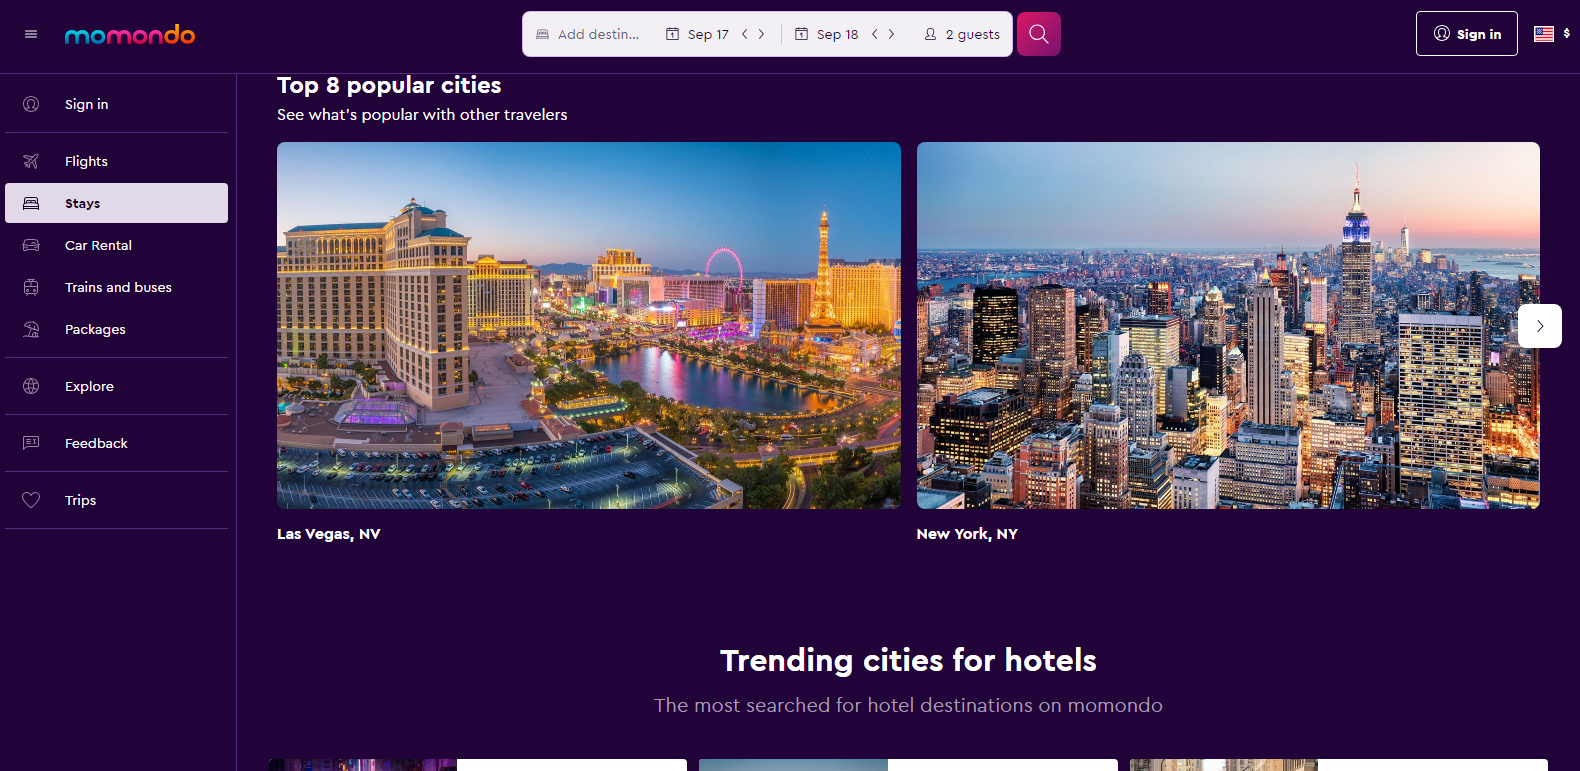 momondo
Add destin...
Sep 17
Sep 18
2 guests
Sign in
$
Sign in
Flights
Stays
Car Rental
Trains and buses
Packages
Explore
Feedback
Trips
Top 8 popular cities
See what's popular with other travelers
Las Vegas, NV
New York, NY
Trending cities for hotels
The most searched for hotel destinations on momondo